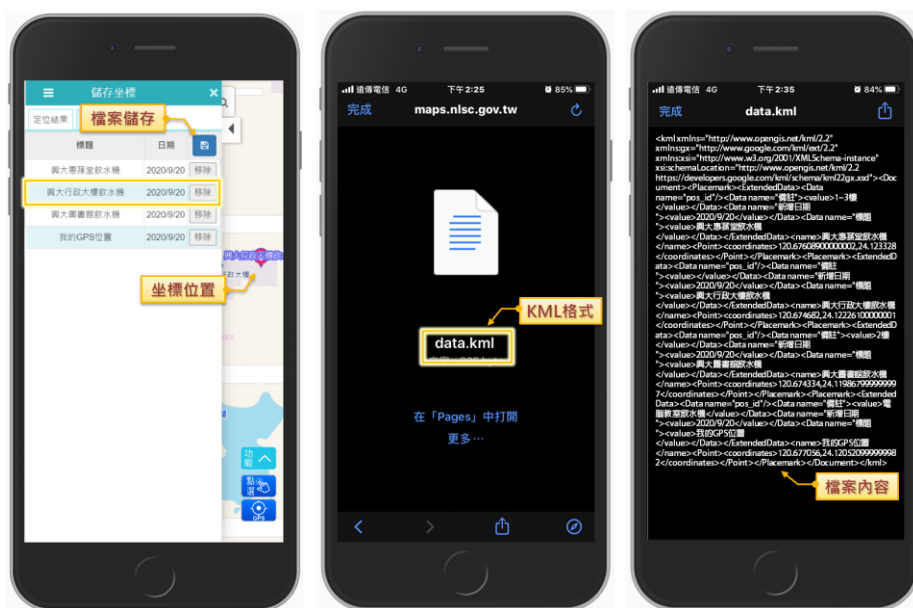 儲存坐標
×
定位結果
檔案儲存
標題 日期
興大惠蓀堂飲水機 2020/9/20 移除
興大行政大樓飲水機 2020/9/20 移除
興大圖書館飲水機 2020/9/20 移除
我的GPS位置 2020/9/20 移除
坐標位置
功能
點選
GPS
遠傳電信 4G 下午2:25 85%
完成 maps.nlsc.gov.tw
KML格式
data.kml
在「Pages」中打開
更多…
遠傳電信 4G 下午2:35 84%
完成 data.kml
<kml xmlns="http://www.opengis.net/kml/2.2"
xmlns:gx="http://www.google.com/kml/ext/2.2"
xmlns:xsi="http://www.w3.org/2001/XMLSchema-instance"
xsi:schemaLocation="http://www.opengis.net/kml/2.2
https://developers.google.com/kml/schema/kml22gx.xsd"><Doc
ument><Placemark><ExtendedData><Data
name="pos_id"/><Data name="備註"><value>1~3樓
</value></Data><Data name="新增日期
"><value>2020/9/20</value></Data><Data name="標題
"><value>興大惠蓀堂飲水機
</value></Data></ExtendedData><name>興大惠蓀堂飲水機
</name><Point><coordinates>120.67608900000002,24.123328
</coordinates></Point></Placemark><Placemark><ExtendedD
ata><Data name="pos_id"/><Data name="備註
"><value></value></Data><Data name="新增日期
"><value>2020/9/20</value></Data><Data name="標題
"><value>興大行政大樓飲水機
</value></Data></ExtendedData><name>興大行政大樓飲水機
</name><Point><coordinates>120.674682,24.12226100000001
</coordinates></Point></Placemark><Placemark><ExtendedD
ata><Data name="pos_id"/><Data name="備註"><value>2樓
</value></Data><Data name="新增日期
"><value>2020/9/20</value></Data><Data name="標題
"><value>興大圖書館飲水機
</value></Data></ExtendedData><name>興大圖書館飲水機
</name><Point><coordinates>120.674334,24.11986799999999
7</coordinates></Point></Placemark><Placemark><Extended
Data><Data name="pos_id"/><Data name="備註"><value>電
腦教室飲水機</value></Data><Data name="新增日期
"><value>2020/9/20</value></Data><Data name="標題
"><value>我的GPS位置
</value></Data></ExtendedData><name>我的GPS位置
</name><Point><coordinates>120.677056,24.12052099999998
2</coordinates></Point></Placemark></Document></kml>
檔案內容